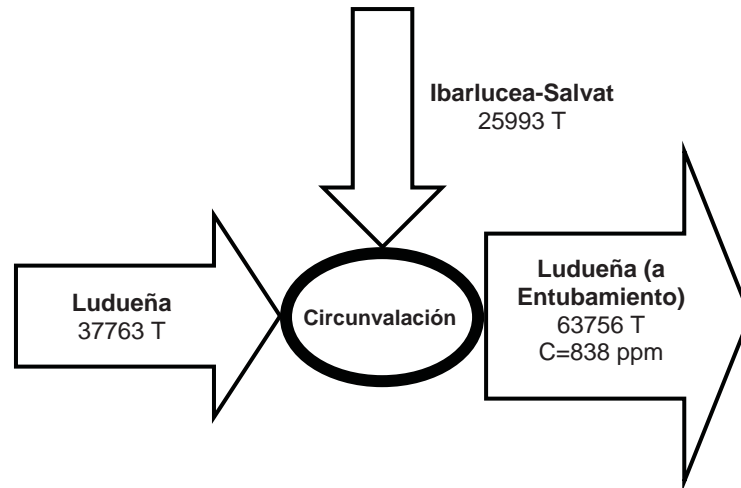 Ibarlucea-Salvat
25993 T
Ludueña
37763 T
Circunvalación
Ludueña (a
Entubamiento)
63756 T
C=838 ppm